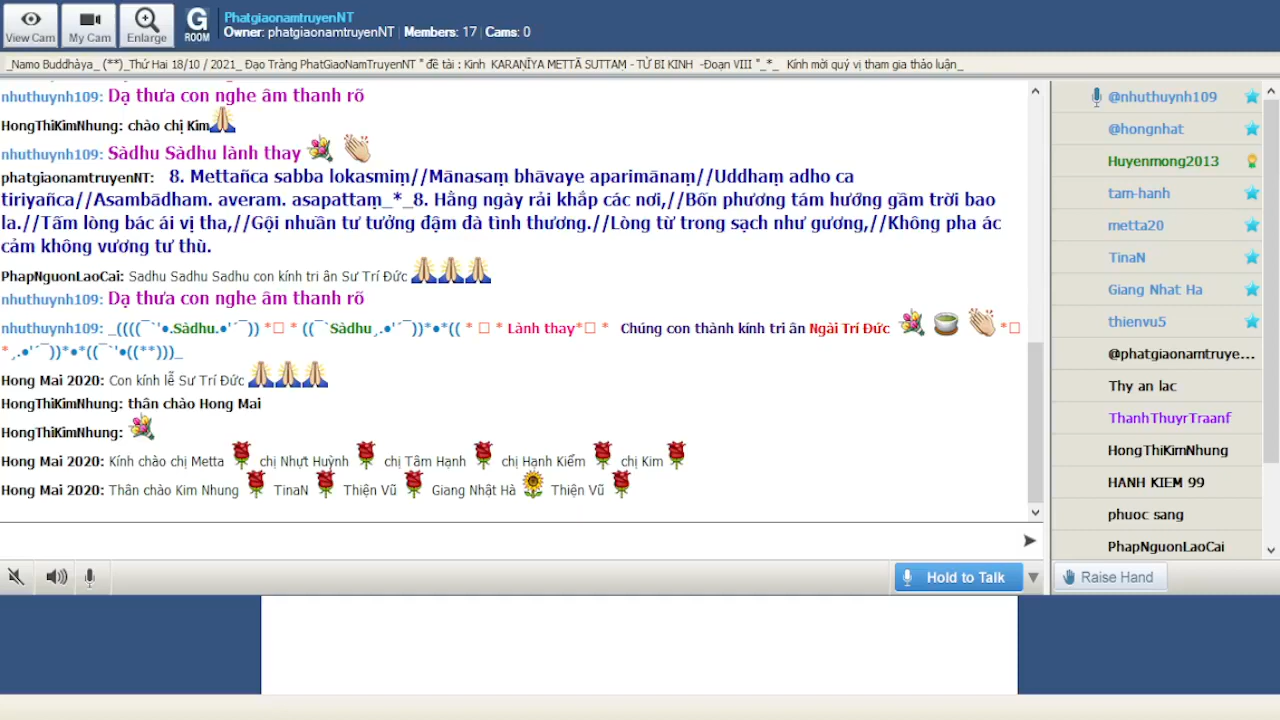 View Cam
My Cam
Enlarge
G
ROOM
PhatgiaonamtruyenNT
Owner: phatgiaonamtruyenNT | Members: 17 | Cams: 0
_Namo Buddhàya_ (**)_Thứ Hai 18/10 / 2021_ Đạo Tràng PhatGiaoNamTruyenNT " đề tài : Kinh KARAṆĪYA METTĀ SUTTAṂ - TỪ BI KINH -Đoạn VIII "_*_ Kính mời quý vị tham gia thảo luận_
nhuthuynh109: Dạ thưa con nghe âm thanh rõ
HongThiKimNhung: chào chị Kim
nhuthuynh109: Sàdhu Sàdhu lành thay
phatgiaonamtruyenNT: 8. Mettañca sabba lokasmiṃ//Mānasaṃ bhāvaye aparimānaṃ//Uddhaṃ adho ca
tiriyañca//Asambādham. averam. asapattaṃ_*_8. Hằng ngày rải khắp các nơi,//Bốn phương tám hướng gầm trời bao
la.//Tấm lòng bác ái vị tha,//Gội nhuần tư tưởng đậm đà tình thương.//Lòng từ trong sạch như gương,//Không pha ác
cảm không vương tư thù.
PhapNguonLaoCai: Sadhu Sadhu Sadhu con kính tri ân Sư Trí Đức
nhuthuynh109: Dạ thưa con nghe âm thanh rõ
nhuthuynh109: _((((¯`'●.Sàdhu.●'´¯)) *□ * ((¯`Sàdhu¸.●'´¯))*●*(( * □ * Lành thay*□ * Chúng con thành kính tri ân Ngài Trí Đức *□
*¸.●'´¯))*●*((¯`'●((**)))_
Hong Mai 2020: Con kính lễ Sư Trí Đức
HongThiKimNhung: thân chào Hong Mai
HongThiKimNhung:
Hong Mai 2020: Kính chào chị Metta chị Nhựt Huỳnh chị Tâm Hạnh chị Hạnh Kiểm chị Kim
Hong Mai 2020: Thân chào Kim Nhung TinaN Thiện Vũ Giang Nhật Hà Thiện Vũ
Hold to Talk
@nhuthuynh109
@hongnhat
Huyenmong2013
tam-hanh
metta20
TinaN
Giang Nhat Ha
thienvu5
@phatgiaonamtruye...
Thy an lac
ThanhThuyrTraanf
HongThiKimNhung
HANH KIEM 99
phuoc sang
PhapNguonLaoCai
Raise Hand